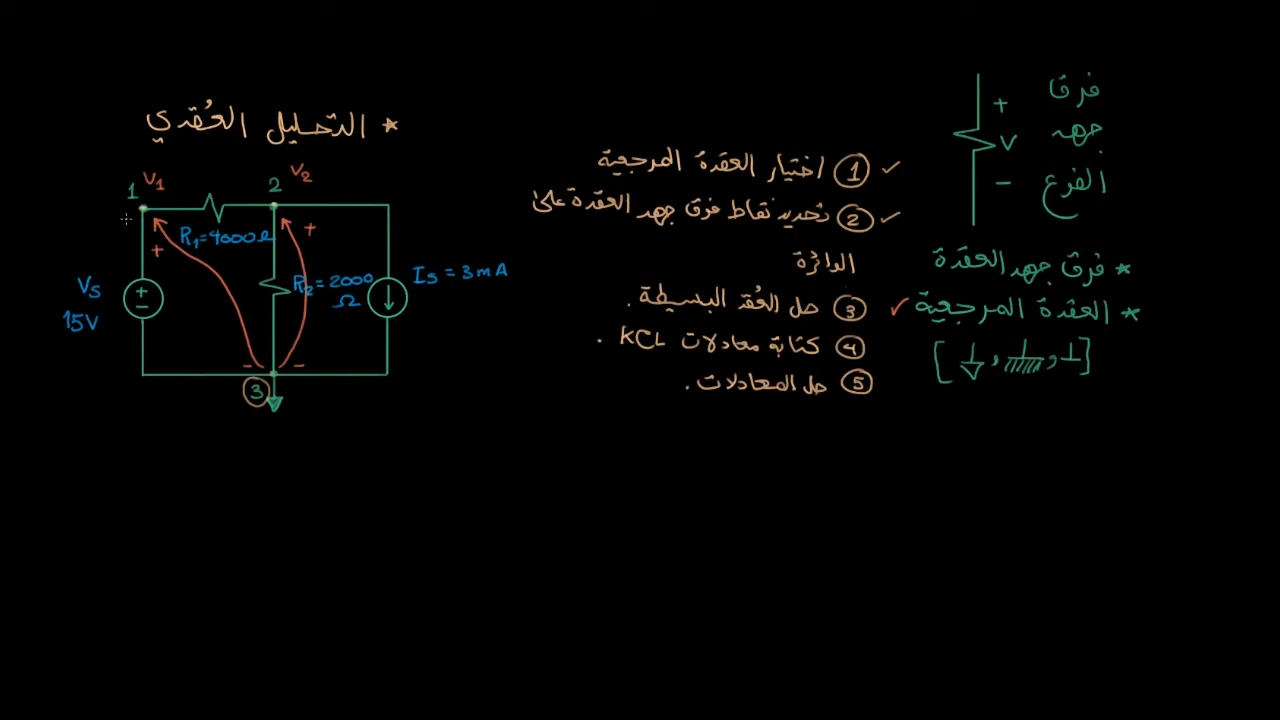 * التحليل العُقدي
1 V₁
2 V₂
+
+
R₁=4000Ω
Vs
15V
+
−
R₂=2000
Ω
Is = 3mA
−
−
3
① اختيار العقدة المرجعية ✓
② تحديد نقاط فرق جهد العقدة على ✓
الدائرة
③ حل العُقد البسيطة.
④ كتابة معادلات KCL.
⑤ حل المعادلات.
فرق
جهد
الفرع
+
V
−
* فرق جهد العقدة
* العقدة المرجعية ✓